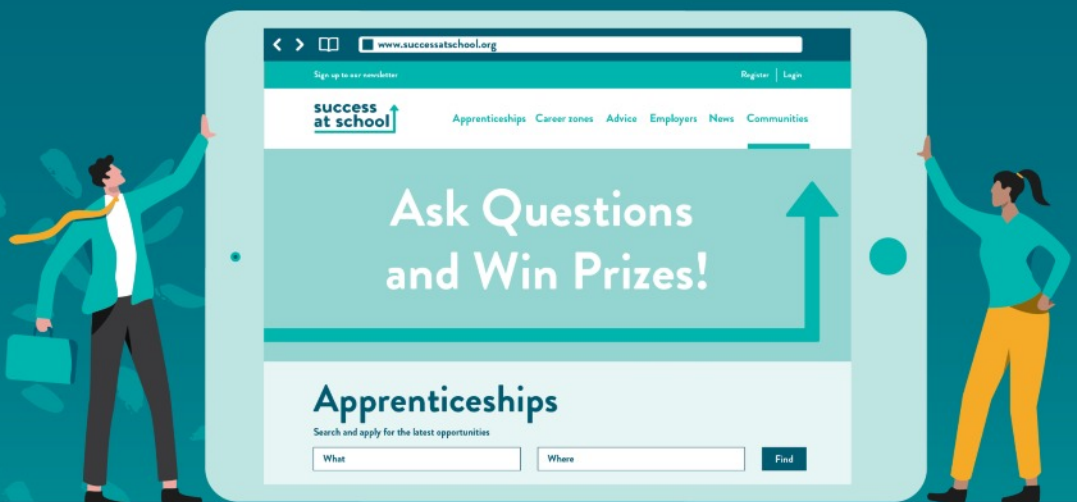 www.successatschool.org
Sign up to our newsletter
Register | Login
success
at school
Apprenticeships Career zones Advice Employers News Communities
Ask Questions
and Win Prizes!
Apprenticeships
Search and apply for the latest opportunities
What Where Find